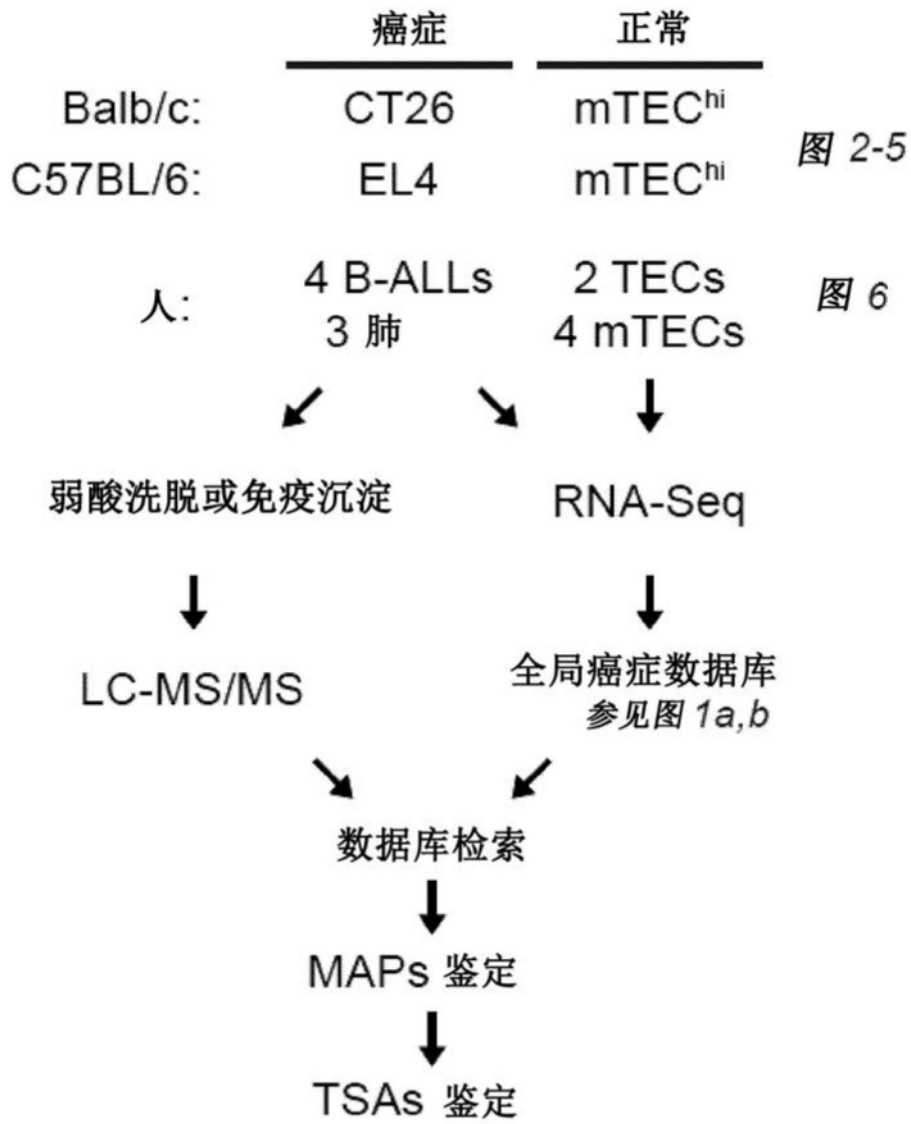 癌症 正常
Balb/c: CT26 mTEChi
图 2-5
C57BL/6: EL4 mTEChi
4 B-ALLs 2 TECs
人: 图 6
3 肺 4 mTECs
弱酸洗脱或免疫沉淀 RNA-Seq
LC-MS/MS 全局癌症数据库
参见图 1a,b
数据库检索
MAPs 鉴定
TSAs 鉴定